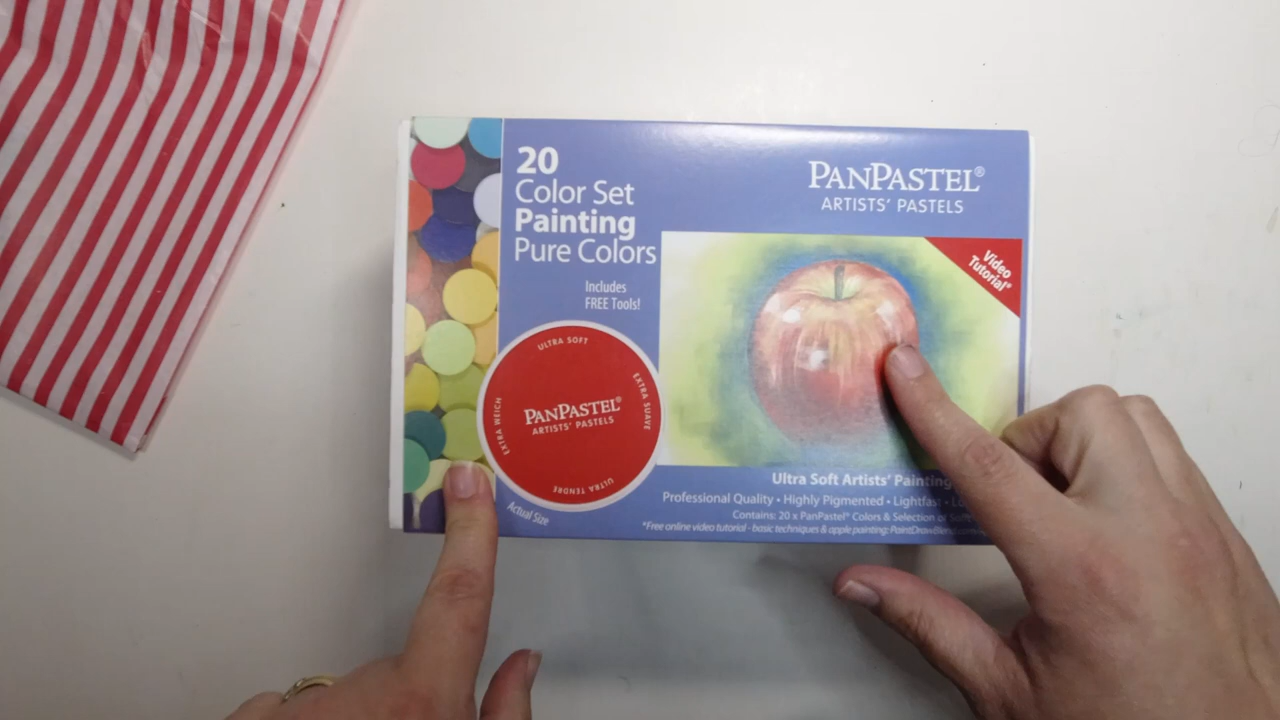 20
Color Set
Painting
Pure Colors
Includes
FREE Tools!
PANPASTEL®
ARTISTS' PASTELS
Video
Tutorial*
ULTRA SOFT
EXTRA SUAVE
ULTRA TENDRE
EXTRA WEICH
PANPASTEL®
ARTISTS' PASTELS
Actual Size
Ultra Soft Artists' Painting
Professional Quality • Highly Pigmented • Lightfast •
Contains: 20 x PanPastel® Colors & Selection of
*Free online video tutorial - basic techniques & apple painting: